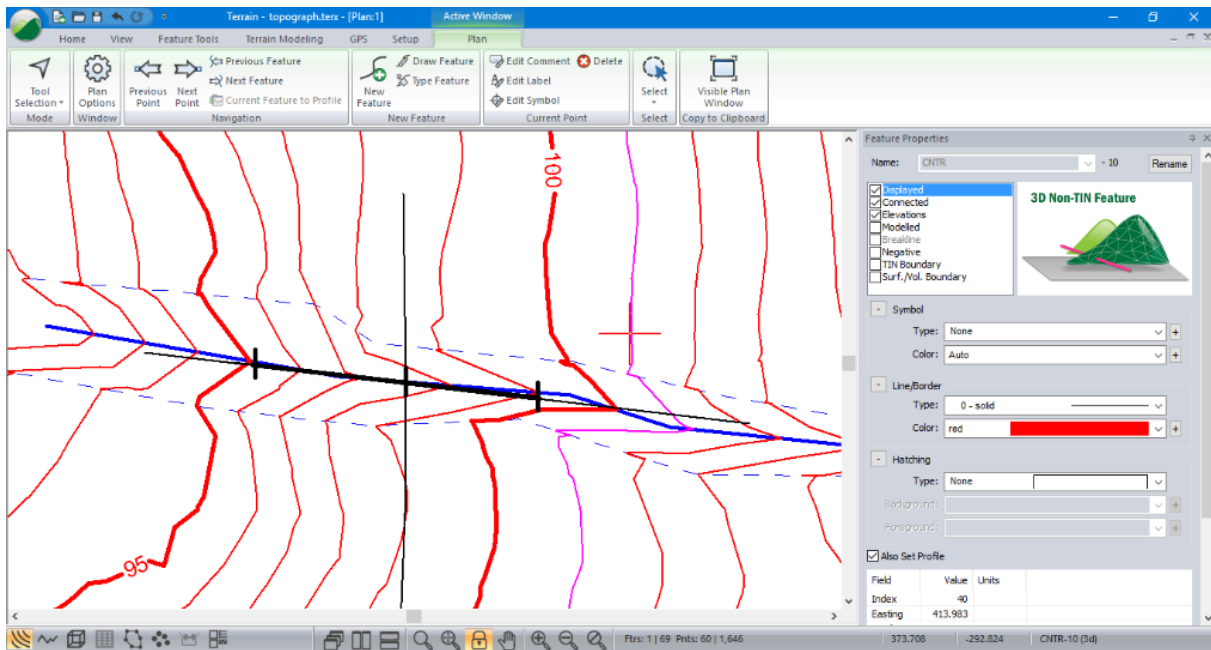 Terrain - topograph.terx - [Plan:1]
Active Window
Home View Feature Tools Terrain Modeling GPS Setup Plan
Tool Selection
Mode
Plan Options
Window
Previous Point
Next Point
Previous Feature
Next Feature
Current Feature to Profile
Navigation
New Feature
Draw Feature
Type Feature
New Feature
Edit Comment Delete
Edit Label
Edit Symbol
Current Point
Select
Select
Visible Plan Window
Copy to Clipboard
100
95
Feature Properties
Name: CNTR - 10 Rename
Displayed
Connected
Elevations
Modelled
Breakline
Negative
TIN Boundary
Surf./Vol. Boundary
3D Non-TIN Feature
- Symbol
Type: None +
Color: Auto +
- Line/Border
Type: 0 - solid
Color: red +
- Hatching
Type: None
Background: +
Foreground: +
Also Set Profile
Field Value Units
Index 40
Easting 413.983
Ftrs: 1 | 69 Pnts: 60 | 1,646
373.708 -292.824 CNTR-10 (3d)